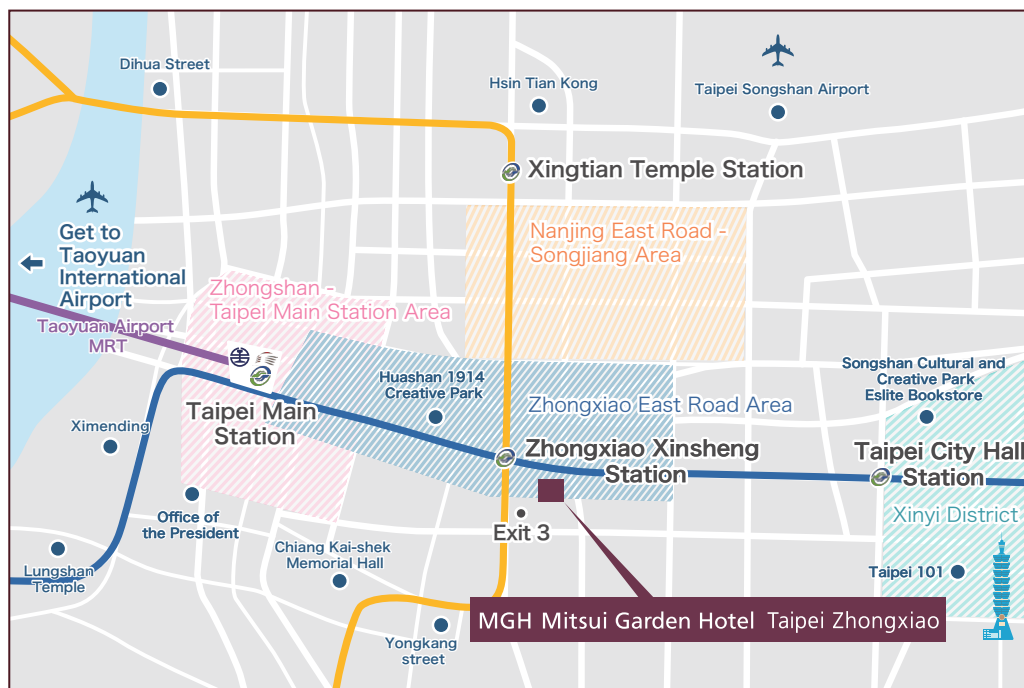 Dihua Street
Hsin Tian Kong
Taipei Songshan Airport
Xingtian Temple Station
Get to
Taoyuan
International
Airport
Nanjing East Road -
Songjiang Area
Zhongshan -
Taipei Main Station Area
Taoyuan Airport
MRT
Huashan 1914
Creative Park
Zhongxiao East Road Area
Songshan Cultural and
Creative Park
Eslite Bookstore
Taipei Main
Station
Ximending
Zhongxiao Xinsheng
Station
Taipei City Hall
Station
Office of
the President
Exit 3
Xinyi District
Chiang Kai-shek
Memorial Hall
Lungshan
Temple
Taipei 101
MGH Mitsui Garden Hotel Taipei Zhongxiao
Yongkang
street